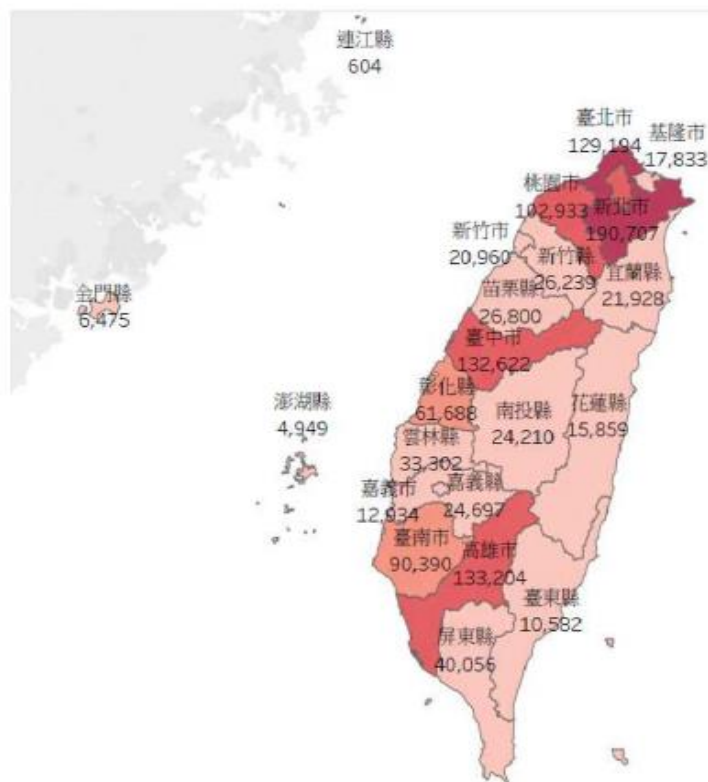 連江縣
604
臺北市
129,194
基隆市
17,833
桃園市
102,933
新北市
190,707
新竹市
20,960
新竹縣
26,239
宜蘭縣
21,928
金門縣
6,475
苗栗縣
26,800
臺中市
132,622
彰化縣
61,688
南投縣
24,210
花蓮縣
15,859
澎湖縣
4,949
雲林縣
33,302
嘉義市
12,934
嘉義縣
24,697
臺南市
90,390
高雄市
133,204
臺東縣
10,582
屏東縣
40,056